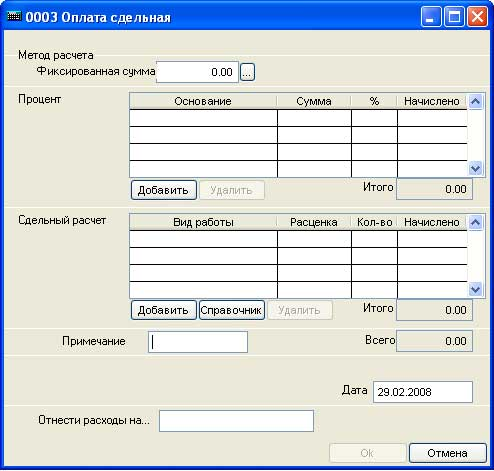 0003 Оплата сдельная
Метод расчета
Фиксированная сумма 0.00 ...
Процент Основание Сумма % Начислено
Добавить Удалить Итого 0.00
Сдельный расчет Вид работы Расценка Кол-во Начислено
Добавить Справочник Удалить Итого 0.00
Примечание Всего 0.00
Дата 29.02.2008
Отнести расходы на...
Ok Отмена